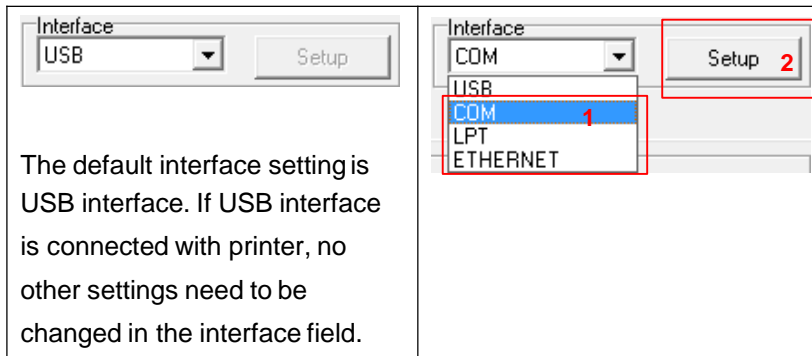 Interface
USB
Setup
The default interface setting is
USB interface. If USB interface
is connected with printer, no
other settings need to be
changed in the interface field.
Interface
COM
Setup
2
USB
COM
1
LPT
ETHERNET